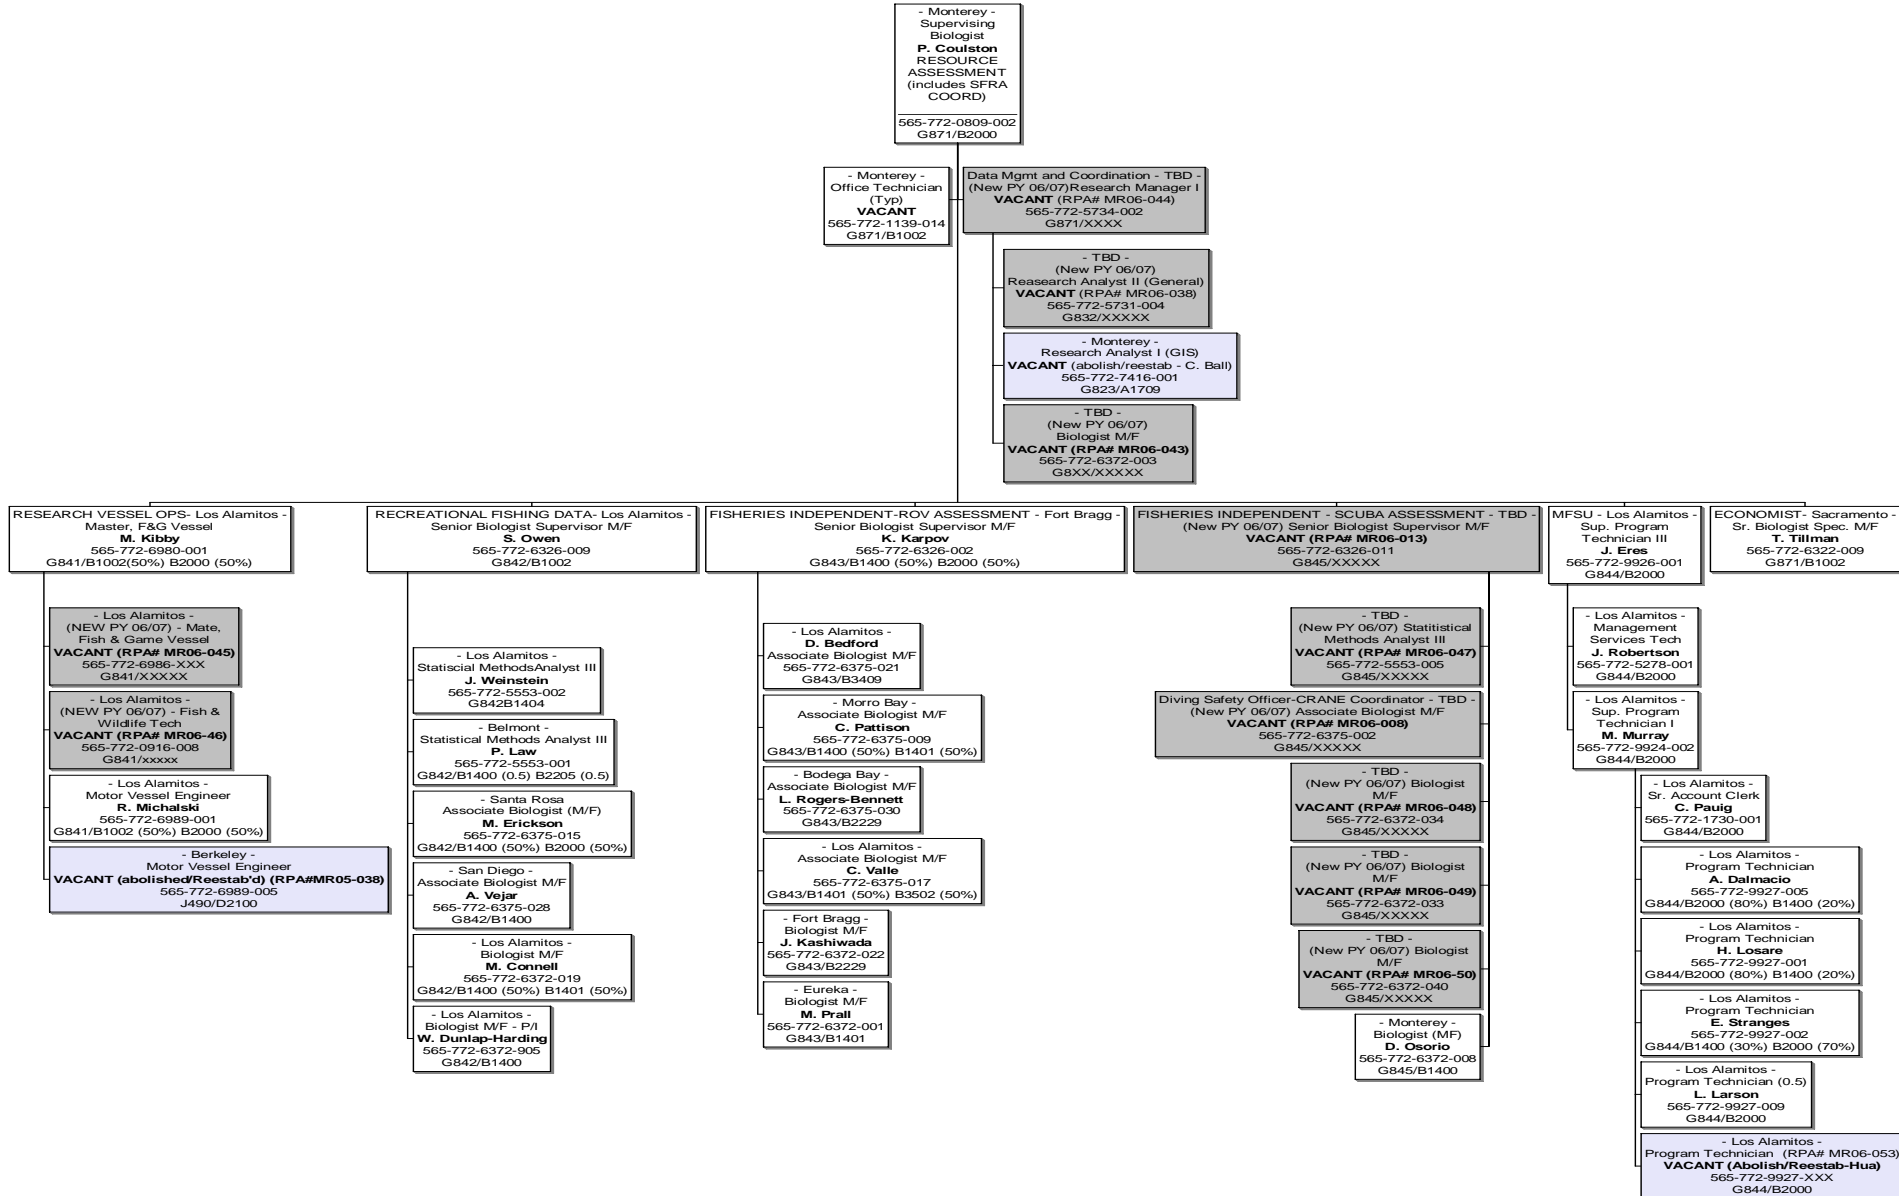 - Monterey -
Supervising
Biologist
P. Coulston
RESOURCE
ASSESSMENT
(includes SFRA
COORD)
565-772-0809-002
G871/B2000
- Monterey -
Office Technician
(Typ)
VACANT
565-772-1139-014
G871/B1002
Data Mgmt and Coordination - TBD -
(New PY 06/07)Research Manager I
VACANT (RPA# MR06-044)
565-772-5734-002
G871/XXXX
- TBD -
(New PY 06/07)
Reasearch Analyst II (General)
VACANT (RPA# MR06-038)
565-772-5731-004
G832/XXXXX
- Monterey -
Research Analyst I (GIS)
VACANT (abolish/reestab - C. Ball)
565-772-7416-001
G823/A1709
- TBD -
(New PY 06/07)
Biologist M/F
VACANT (RPA# MR06-043)
565-772-6372-003
G8XX/XXXXX
RESEARCH VESSEL OPS- Los Alamitos -
Master, F&G Vessel
M. Kibby
565-772-6980-001
G841/B1002(50%) B2000 (50%)
- Los Alamitos -
(NEW PY 06/07) - Mate,
Fish & Game Vessel
VACANT (RPA# MR06-045)
565-772-6986-XXX
G841/XXXXX
- Los Alamitos -
(NEW PY 06/07) - Fish &
Wildlife Tech
VACANT (RPA# MR06-46)
565-772-0916-008
G841/xxxxx
- Los Alamitos -
Motor Vessel Engineer
R. Michalski
565-772-6989-001
G841/B1002 (50%) B2000 (50%)
- Berkeley -
Motor Vessel Engineer
VACANT (abolished/Reestab'd) (RPA#MR05-038)
565-772-6989-005
J490/D2100
RECREATIONAL FISHING DATA- Los Alamitos -
Senior Biologist Supervisor M/F
S. Owen
565-772-6326-009
G842/B1002
- Los Alamitos -
Statiscial MethodsAnalyst III
J. Weinstein
565-772-5553-002
G842B1404
- Belmont -
Statistical Methods Analyst III
P. Law
565-772-5553-001
G842/B1400 (0.5) B2205 (0.5)
- Santa Rosa
Associate Biologist (M/F)
M. Erickson
565-772-6375-015
G842/B1400 (50%) B2000 (50%)
- San Diego -
Associate Biologist M/F
A. Vejar
565-772-6375-028
G842/B1400
- Los Alamitos -
Biologist M/F
M. Connell
565-772-6372-019
G842/B1400 (50%) B1401 (50%)
- Los Alamitos -
Biologist M/F - P/I
W. Dunlap-Harding
565-772-6372-905
G842/B1400
FISHERIES INDEPENDENT-ROV ASSESSMENT - Fort Bragg -
Senior Biologist Supervisor M/F
K. Karpov
565-772-6326-002
G843/B1400 (50%) B2000 (50%)
- Los Alamitos -
D. Bedford
Associate Biologist M/F
565-772-6375-021
G843/B3409
- Morro Bay -
Associate Biologist M/F
C. Pattison
565-772-6375-009
G843/B1400 (50%) B1401 (50%)
- Bodega Bay -
Associate Biologist M/F
L. Rogers-Bennett
565-772-6375-030
G843/B2229
- Los Alamitos -
Associate Biologist M/F
C. Valle
565-772-6375-017
G843/B1401 (50%) B3502 (50%)
- Fort Bragg -
Biologist M/F
J. Kashiwada
565-772-6372-022
G843/B2229
- Eureka -
Biologist M/F
M. Prall
565-772-6372-001
G843/B1401
FISHERIES INDEPENDENT - SCUBA ASSESSMENT - TBD -
(New PY 06/07) Senior Biologist Supervisor M/F
VACANT (RPA# MR06-013)
565-772-6326-011
G845/XXXXX
- TBD -
(New PY 06/07) Statitistical
Methods Analyst III
VACANT (RPA# MR06-047)
565-772-5553-005
G845/XXXXX
Diving Safety Officer-CRANE Coordinator - TBD -
(New PY 06/07) Associate Biologist M/F
VACANT (RPA# MR06-008)
565-772-6375-002
G845/XXXXX
- TBD -
(New PY 06/07) Biologist
M/F
VACANT (RPA# MR06-048)
565-772-6372-034
G845/XXXXX
- TBD -
(New PY 06/07) Biologist
M/F
VACANT (RPA# MR06-049)
565-772-6372-033
G845/XXXXX
- TBD -
(New PY 06/07) Biologist
M/F
VACANT (RPA# MR06-50)
565-772-6372-040
G845/XXXXX
- Monterey -
Biologist (MF)
D. Osorio
565-772-6372-008
G845/B1400
MFSU - Los Alamitos -
Sup. Program
Technician III
J. Eres
565-772-9926-001
G844/B2000
- Los Alamitos -
Management
Services Tech
J. Robertson
565-772-5278-001
G844/B2000
- Los Alamitos -
Sup. Program
Technician I
M. Murray
565-772-9924-002
G844/B2000
- Los Alamitos -
Sr. Account Clerk
C. Pauig
565-772-1730-001
G844/B2000
- Los Alamitos -
Program Technician
A. Dalmacio
565-772-9927-005
G844/B2000 (80%) B1400 (20%)
- Los Alamitos -
Program Technician
H. Losare
565-772-9927-001
G844/B2000 (80%) B1400 (20%)
- Los Alamitos -
Program Technician
E. Stranges
565-772-9927-002
G844/B1400 (30%) B2000 (70%)
- Los Alamitos -
Program Technician (0.5)
L. Larson
565-772-9927-009
G844/B2000
- Los Alamitos -
Program Technician (RPA# MR06-053)
VACANT (Abolish/Reestab-Hua)
565-772-9927-XXX
G844/B2000
ECONOMIST- Sacramento -
Sr. Biologist Spec. M/F
T. Tillman
565-772-6322-009
G871/B1002